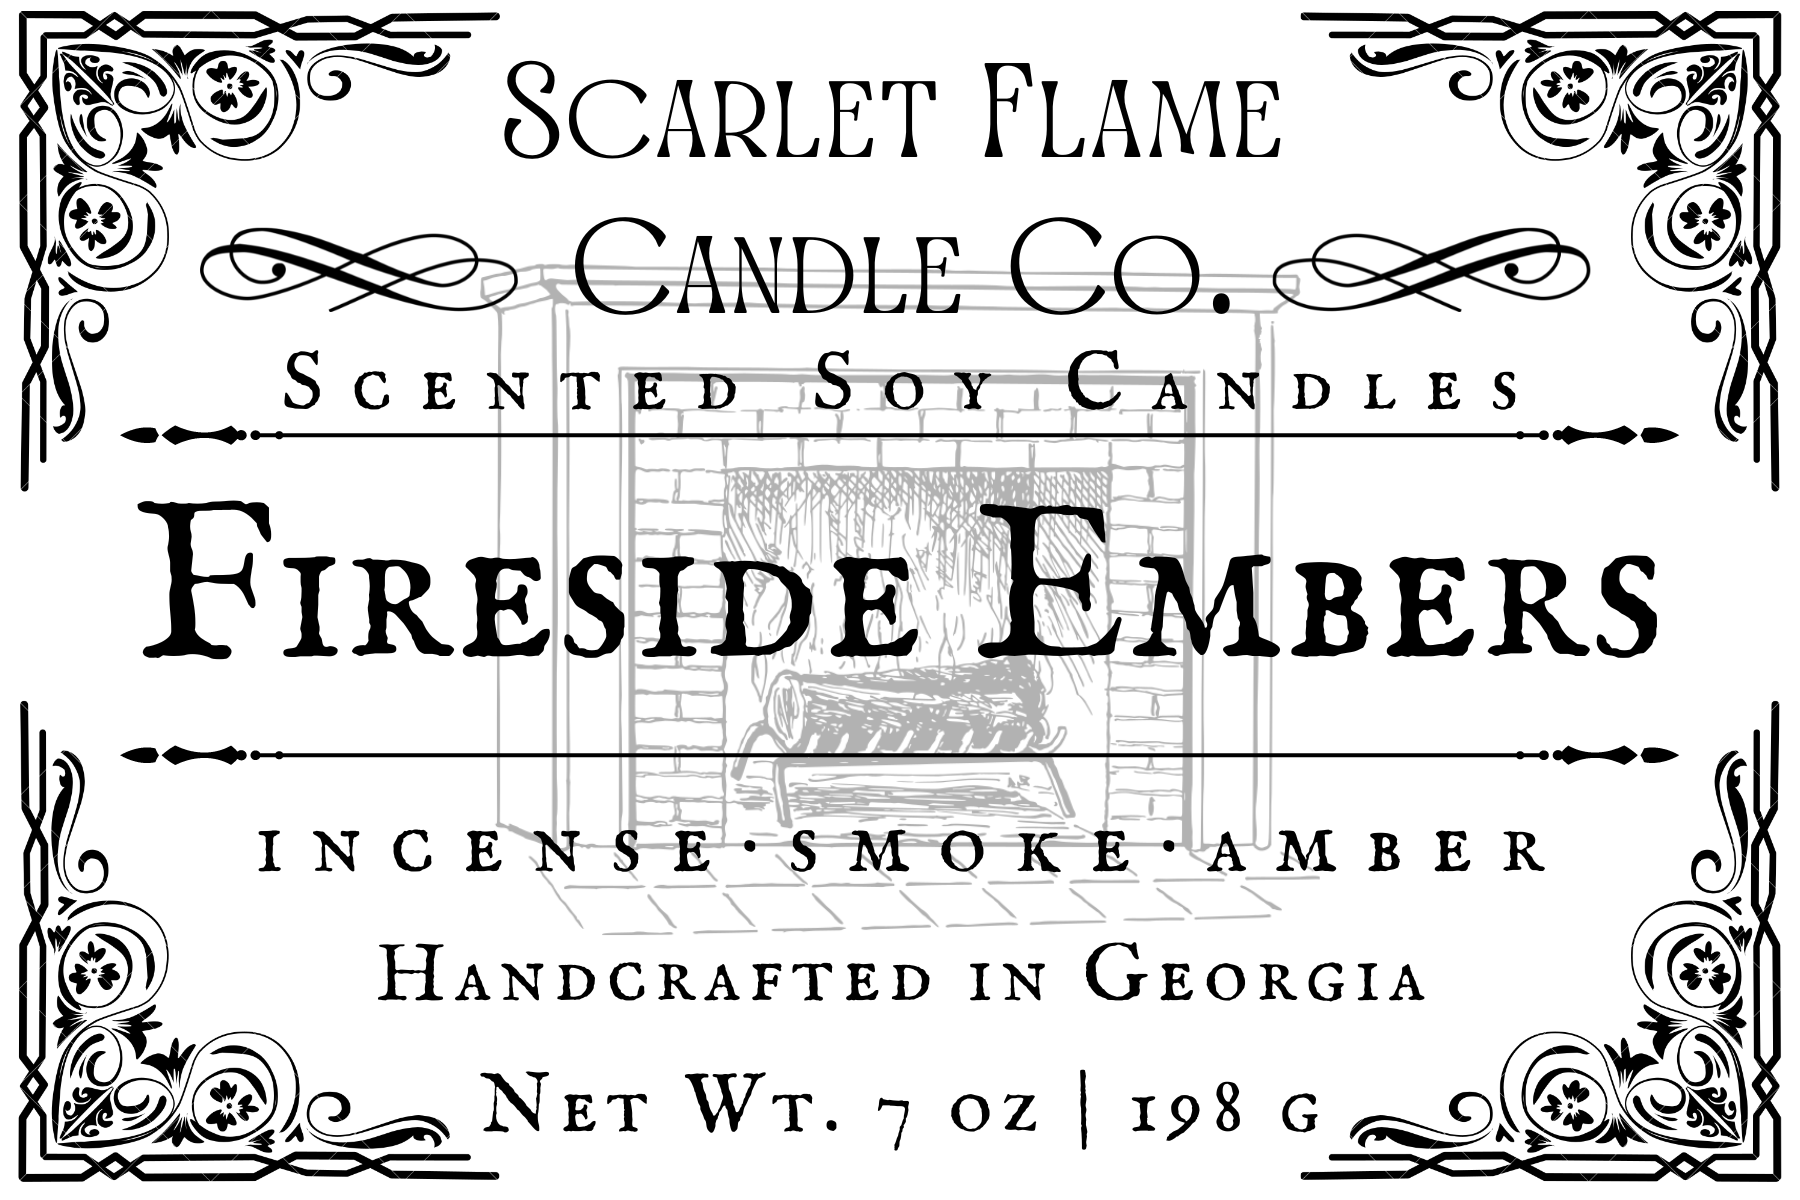 Scarlet Flame
Candle Co.
Scented Soy Candles
Fireside Embers
INCENSE·SMOKE·AMBER
Handcrafted in Georgia
Net Wt. 7 oz | 198 g